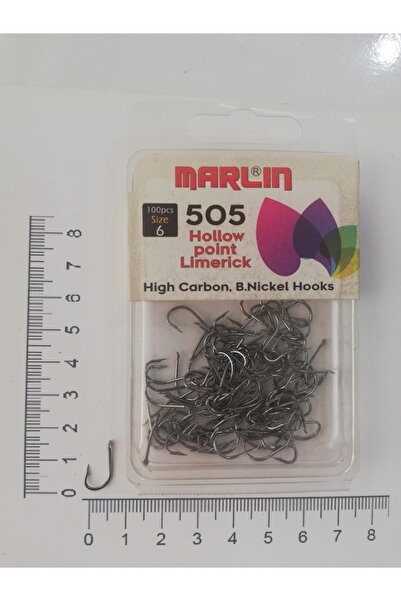 MARLIN®
100pcs
Size
6
505
Hollow
point
Limerick
High Carbon, B.Nickel Hooks
8
7
6
5
4
3
2
1
0
0 1 2 3 4 5 6 7 8